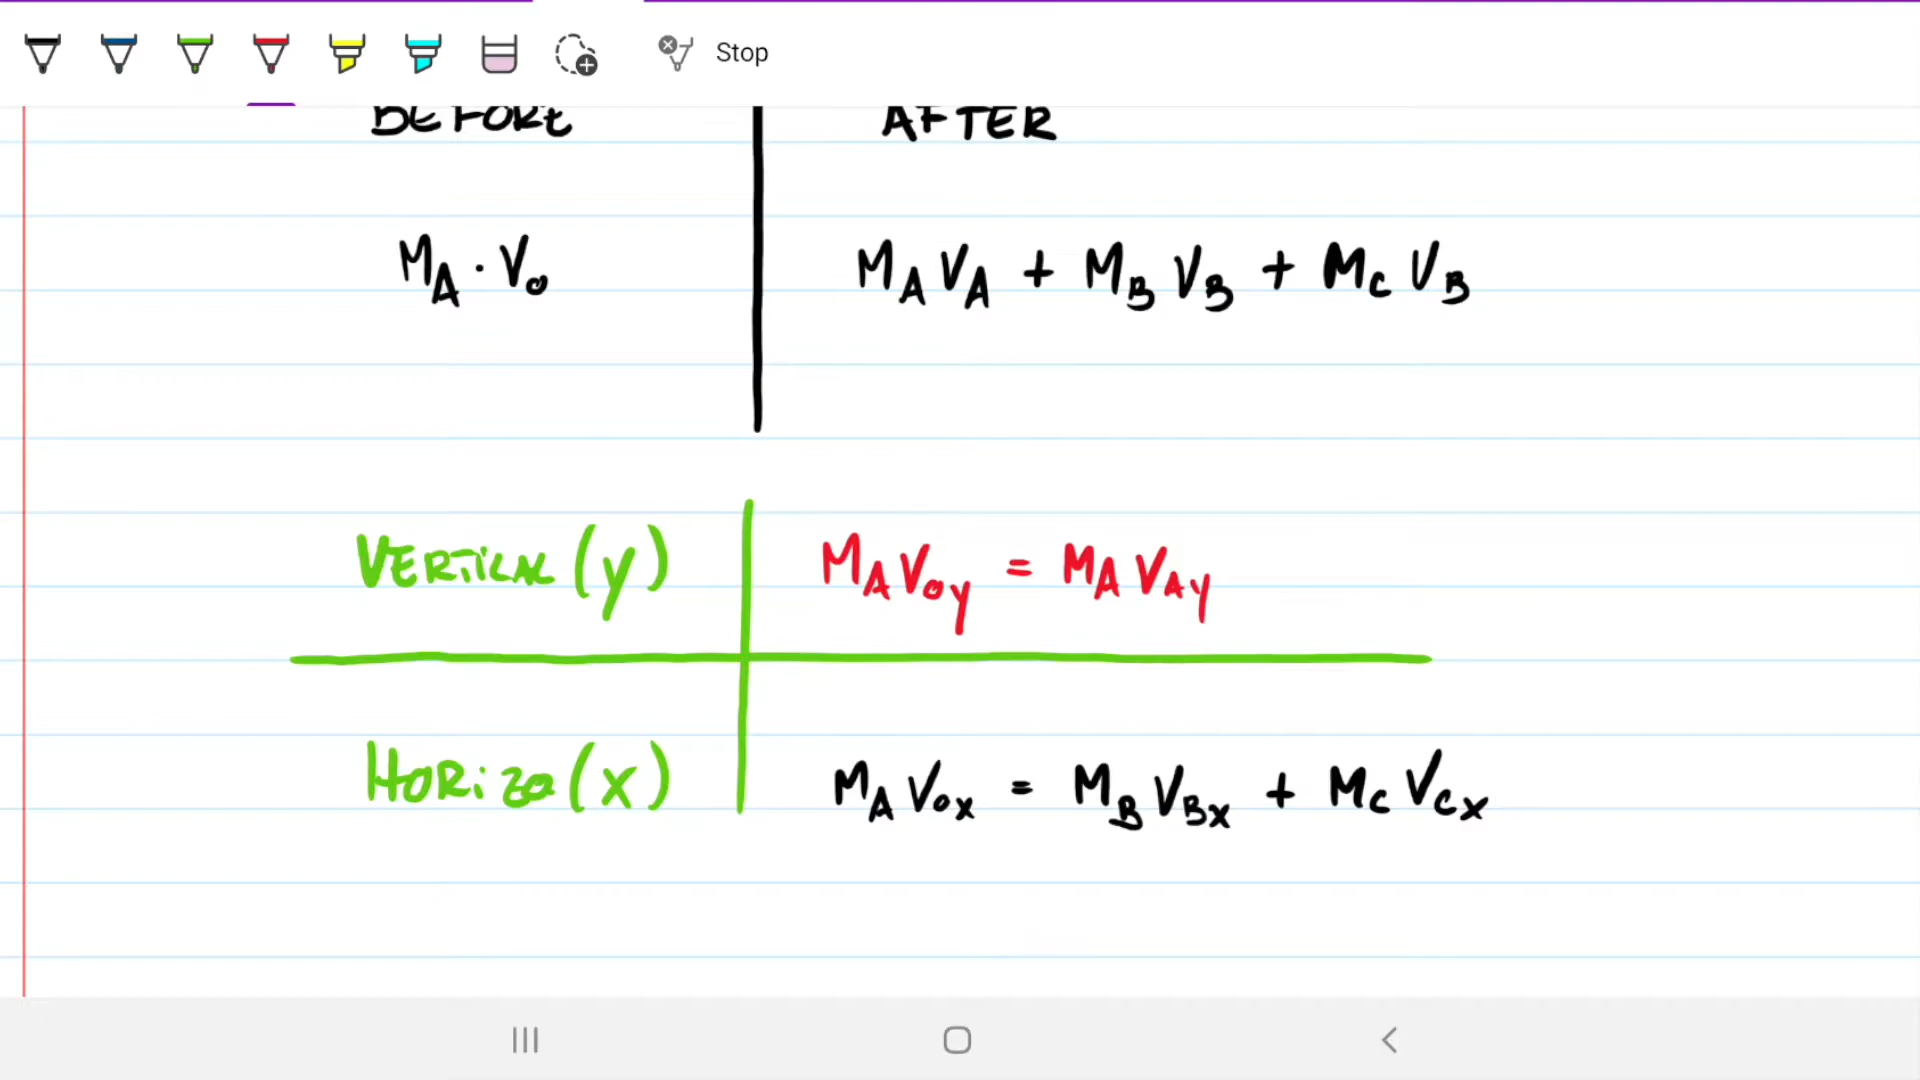 Stop
BEFORE AFTER
MA · Vo MA VA + MB VB + MC VB
VERTICAL (y) MA Voy = MA VAy
HORizo (x) MA Vox = MB VBx + MC VCx